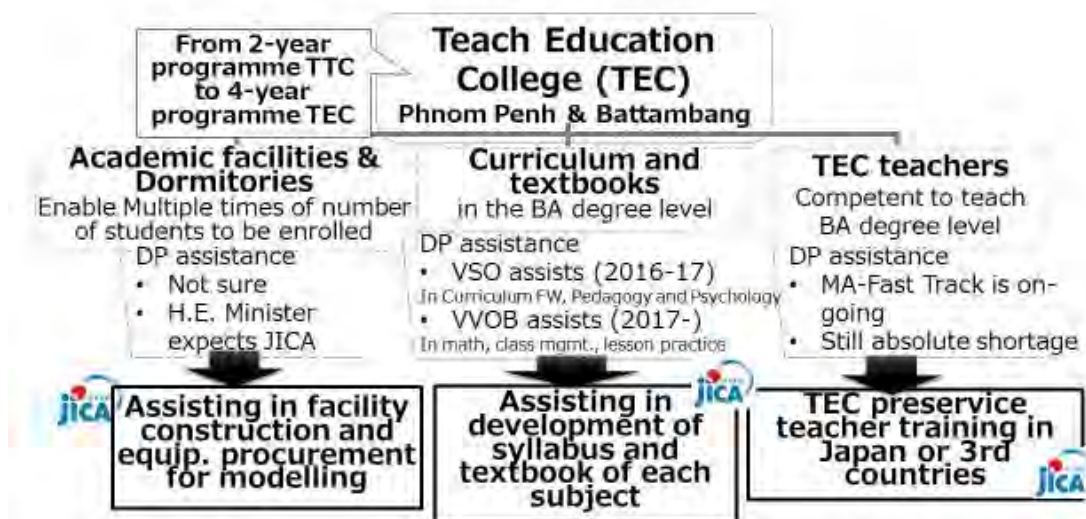 From 2-year
programme TTC
to 4-year
programme TEC
Teach Education
College (TEC)
Phnom Penh & Battambang
Academic facilities &
Dormitories
Enable Multiple times of number
of students to be enrolled
DP assistance
• Not sure
• H.E. Minister
expects JICA
Curriculum and
textbooks
in the BA degree level
DP assistance
• VSO assists (2016-17)
In Curriculum FW, Pedagogy and Psychology
• VVOB assists (2017-)
In math, class mgmt., lesson practice
TEC teachers
Competent to teach
BA degree level
DP assistance
• MA-Fast Track is on-
going
• Still absolute shortage
JICA
Assisting in facility
construction and
equip. procurement
for modelling
JICA
Assisting in
development of
syllabus and
textbook of each
subject
TEC preservice
teacher training in
Japan or 3rd
countries
JICA